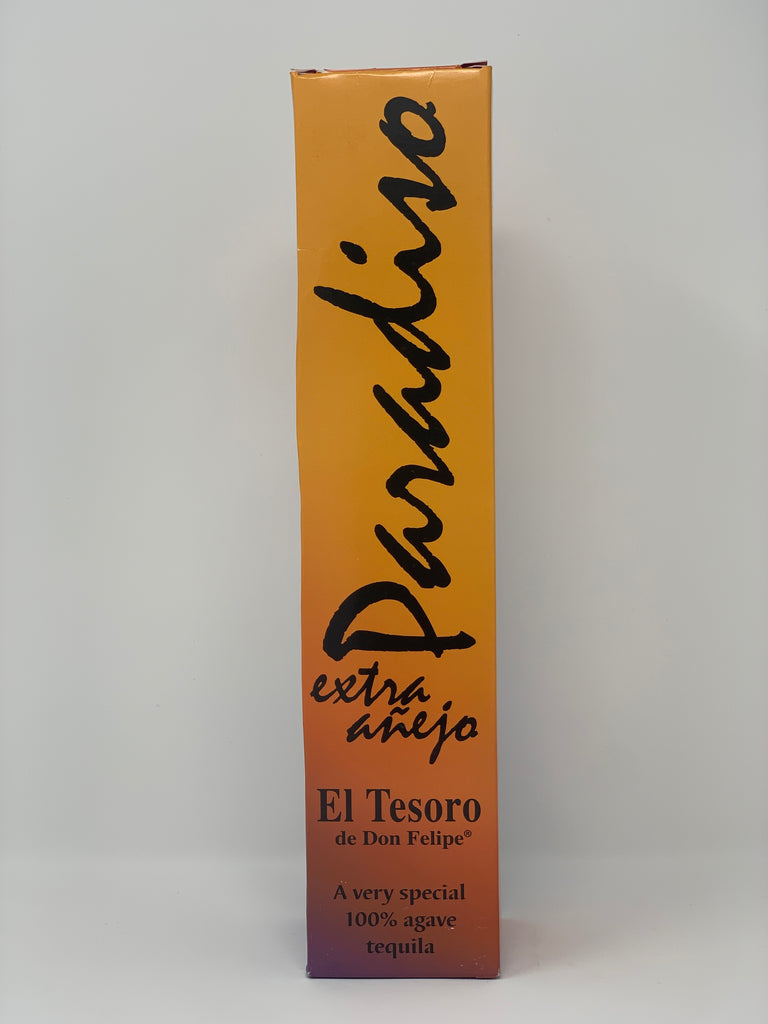 Paradiso
extra
añejo
El Tesoro
de Don Felipe®
A very special
100% agave
tequila